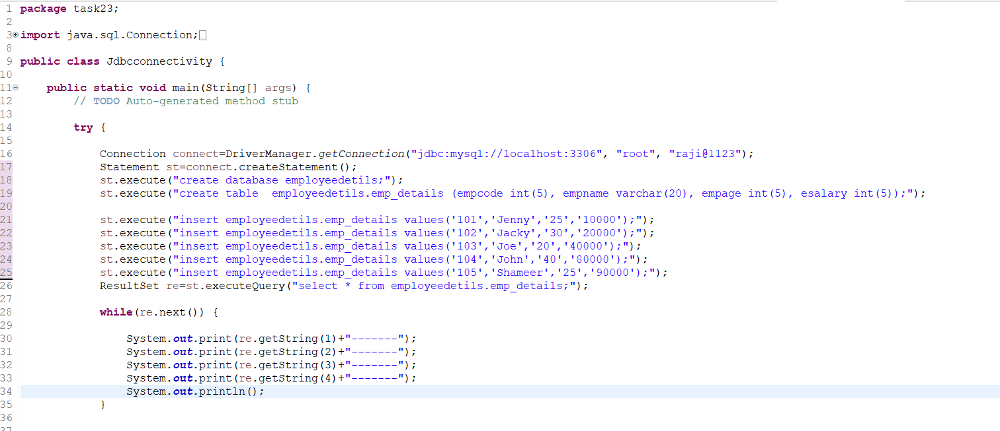 1 package task23;
2
3 import java.sql.Connection;
8
9 public class Jdbcconnectivity {
10
11 public static void main(String[] args) {
12 // TODO Auto-generated method stub
13
14 try {
15
16 Connection connect=DriverManager.getConnection("jdbc:mysql://localhost:3306", "root", "raji@1123");
17 Statement st=connect.createStatement();
18 st.execute("create database employeedetils;");
19 st.execute("create table  employeedetils.emp_details (empcode int(5), empname varchar(20), empage int(5), esalary int(5));");
20
21 st.execute("insert employeedetils.emp_details values('101','Jenny','25','10000');");
22 st.execute("insert employeedetils.emp_details values('102','Jacky','30','20000');");
23 st.execute("insert employeedetils.emp_details values('103','Joe','20','40000');");
24 st.execute("insert employeedetils.emp_details values('104','John','40','80000');");
25 st.execute("insert employeedetils.emp_details values('105','Shameer','25','90000');");
26 ResultSet re=st.executeQuery("select * from employeedetils.emp_details;");
27
28 while(re.next()) {
29
30 System.out.print(re.getString(1)+"-------");
31 System.out.print(re.getString(2)+"-------");
32 System.out.print(re.getString(3)+"-------");
33 System.out.print(re.getString(4)+"-------");
34 System.out.println();
35 }
36
37